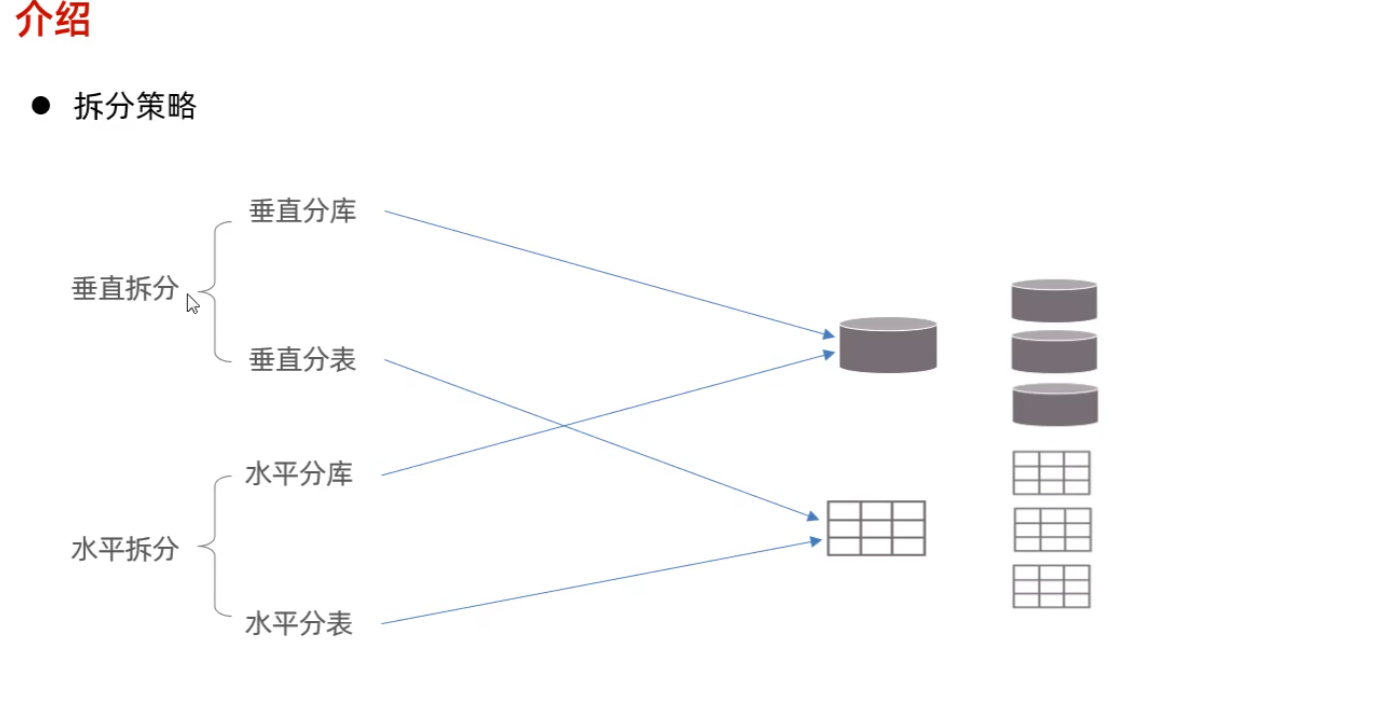 介绍
● 拆分策略
垂直拆分
垂直分库
垂直分表
水平拆分
水平分库
水平分表